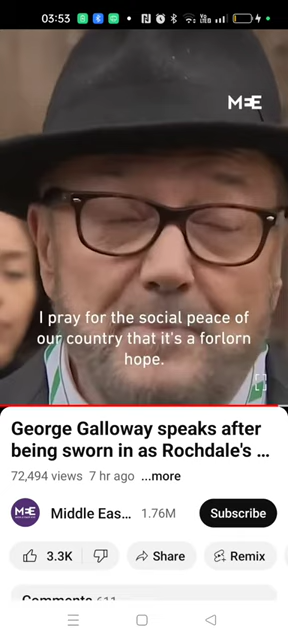 03:53
MEE
I pray for the social peace of
our country that it's a forlorn
hope.
George Galloway speaks after
being sworn in as Rochdale's ...
72,494 views 7 hr ago ...more
MEE
Middle Eas... 1.76M Subscribe
3.3K Share Remix